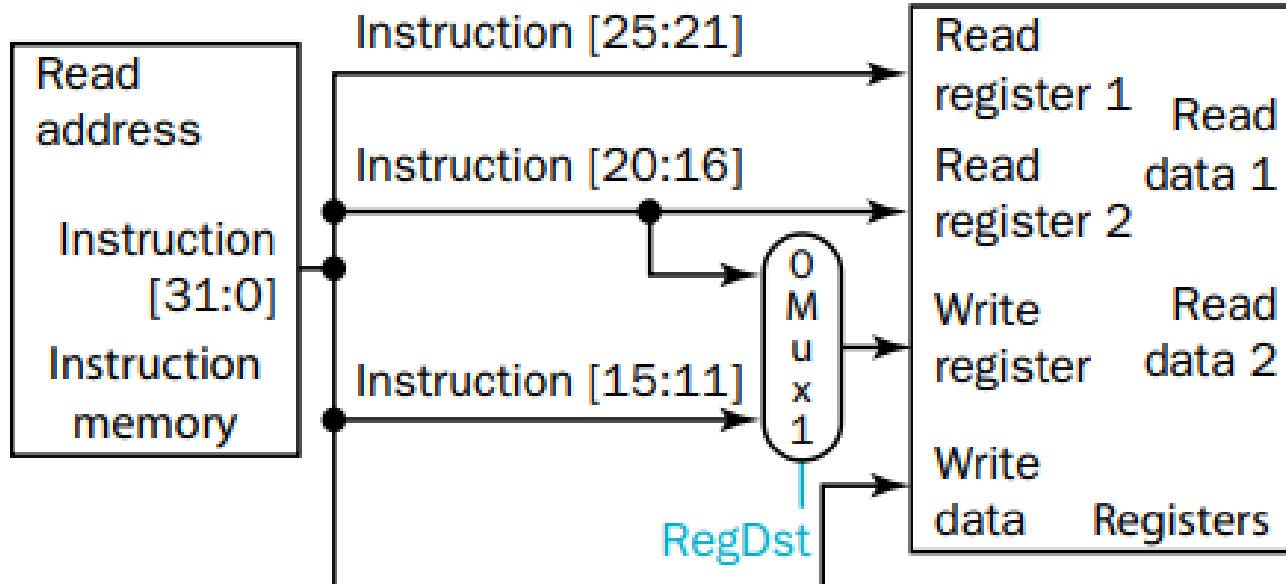 Read
address
Instruction
[31:0]
Instruction
memory
Instruction [25:21]
Instruction [20:16]
Instruction [15:11]
0
M
u
x
1
RegDst
Read
register 1
Read
data 1
Read
register 2
Write
register
Read
data 2
Write
data
Registers